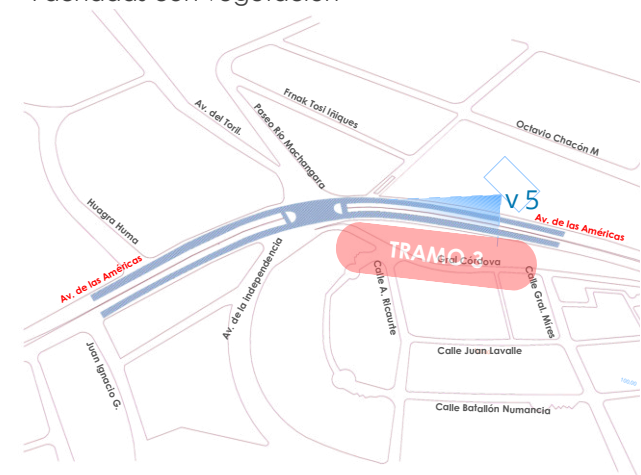 Fachadas con vegetación
Av. del Toril.
Frnak Tosi Iñiques
Paseo Río Machangara
Octavio Chacón M
Huagra Huma
v 5
Av. de las Américas
Av. de las Américas
TRAMO 3
Gral Córdova
Av. de la Independencia
Calle A. Ricaurte
Calle Gral. Mires
Juan Ignacio G.
Calle Juan Lavalle
Calle Batallón Numancia